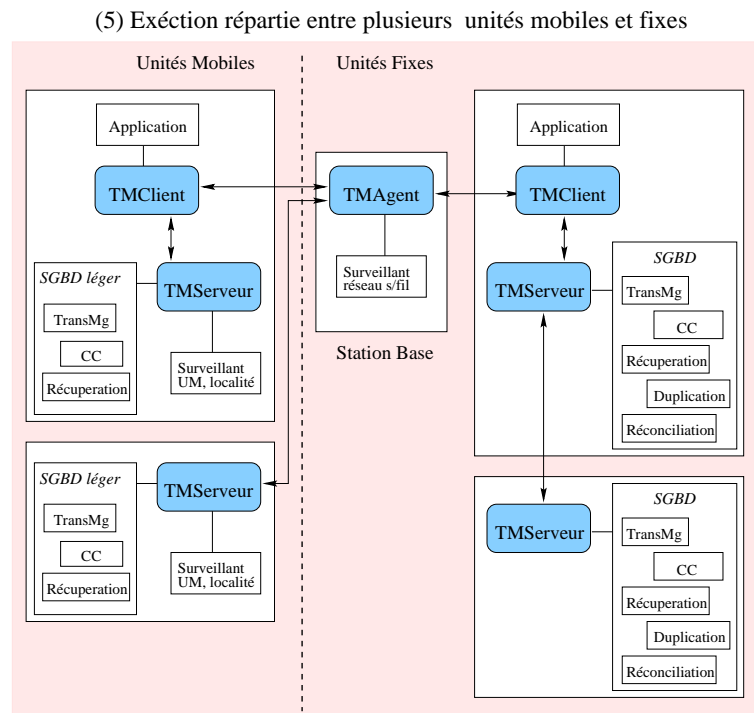 (5) Exéction répartie entre plusieurs unités mobiles et fixes
Unités Mobiles
Unités Fixes
Application
TMClient
SGBD léger
TMServeur
TransMg
CC
Récuperation
Surveillant
UM, localité
SGBD léger
TMServeur
TransMg
CC
Récuperation
Surveillant
UM, localité
TMAgent
Surveillant
réseau s/fil
Station Base
Application
TMClient
TMServeur
SGBD
TransMg
CC
Récuperation
Duplication
Réconciliation
TMServeur
SGBD
TransMg
CC
Récuperation
Duplication
Réconciliation